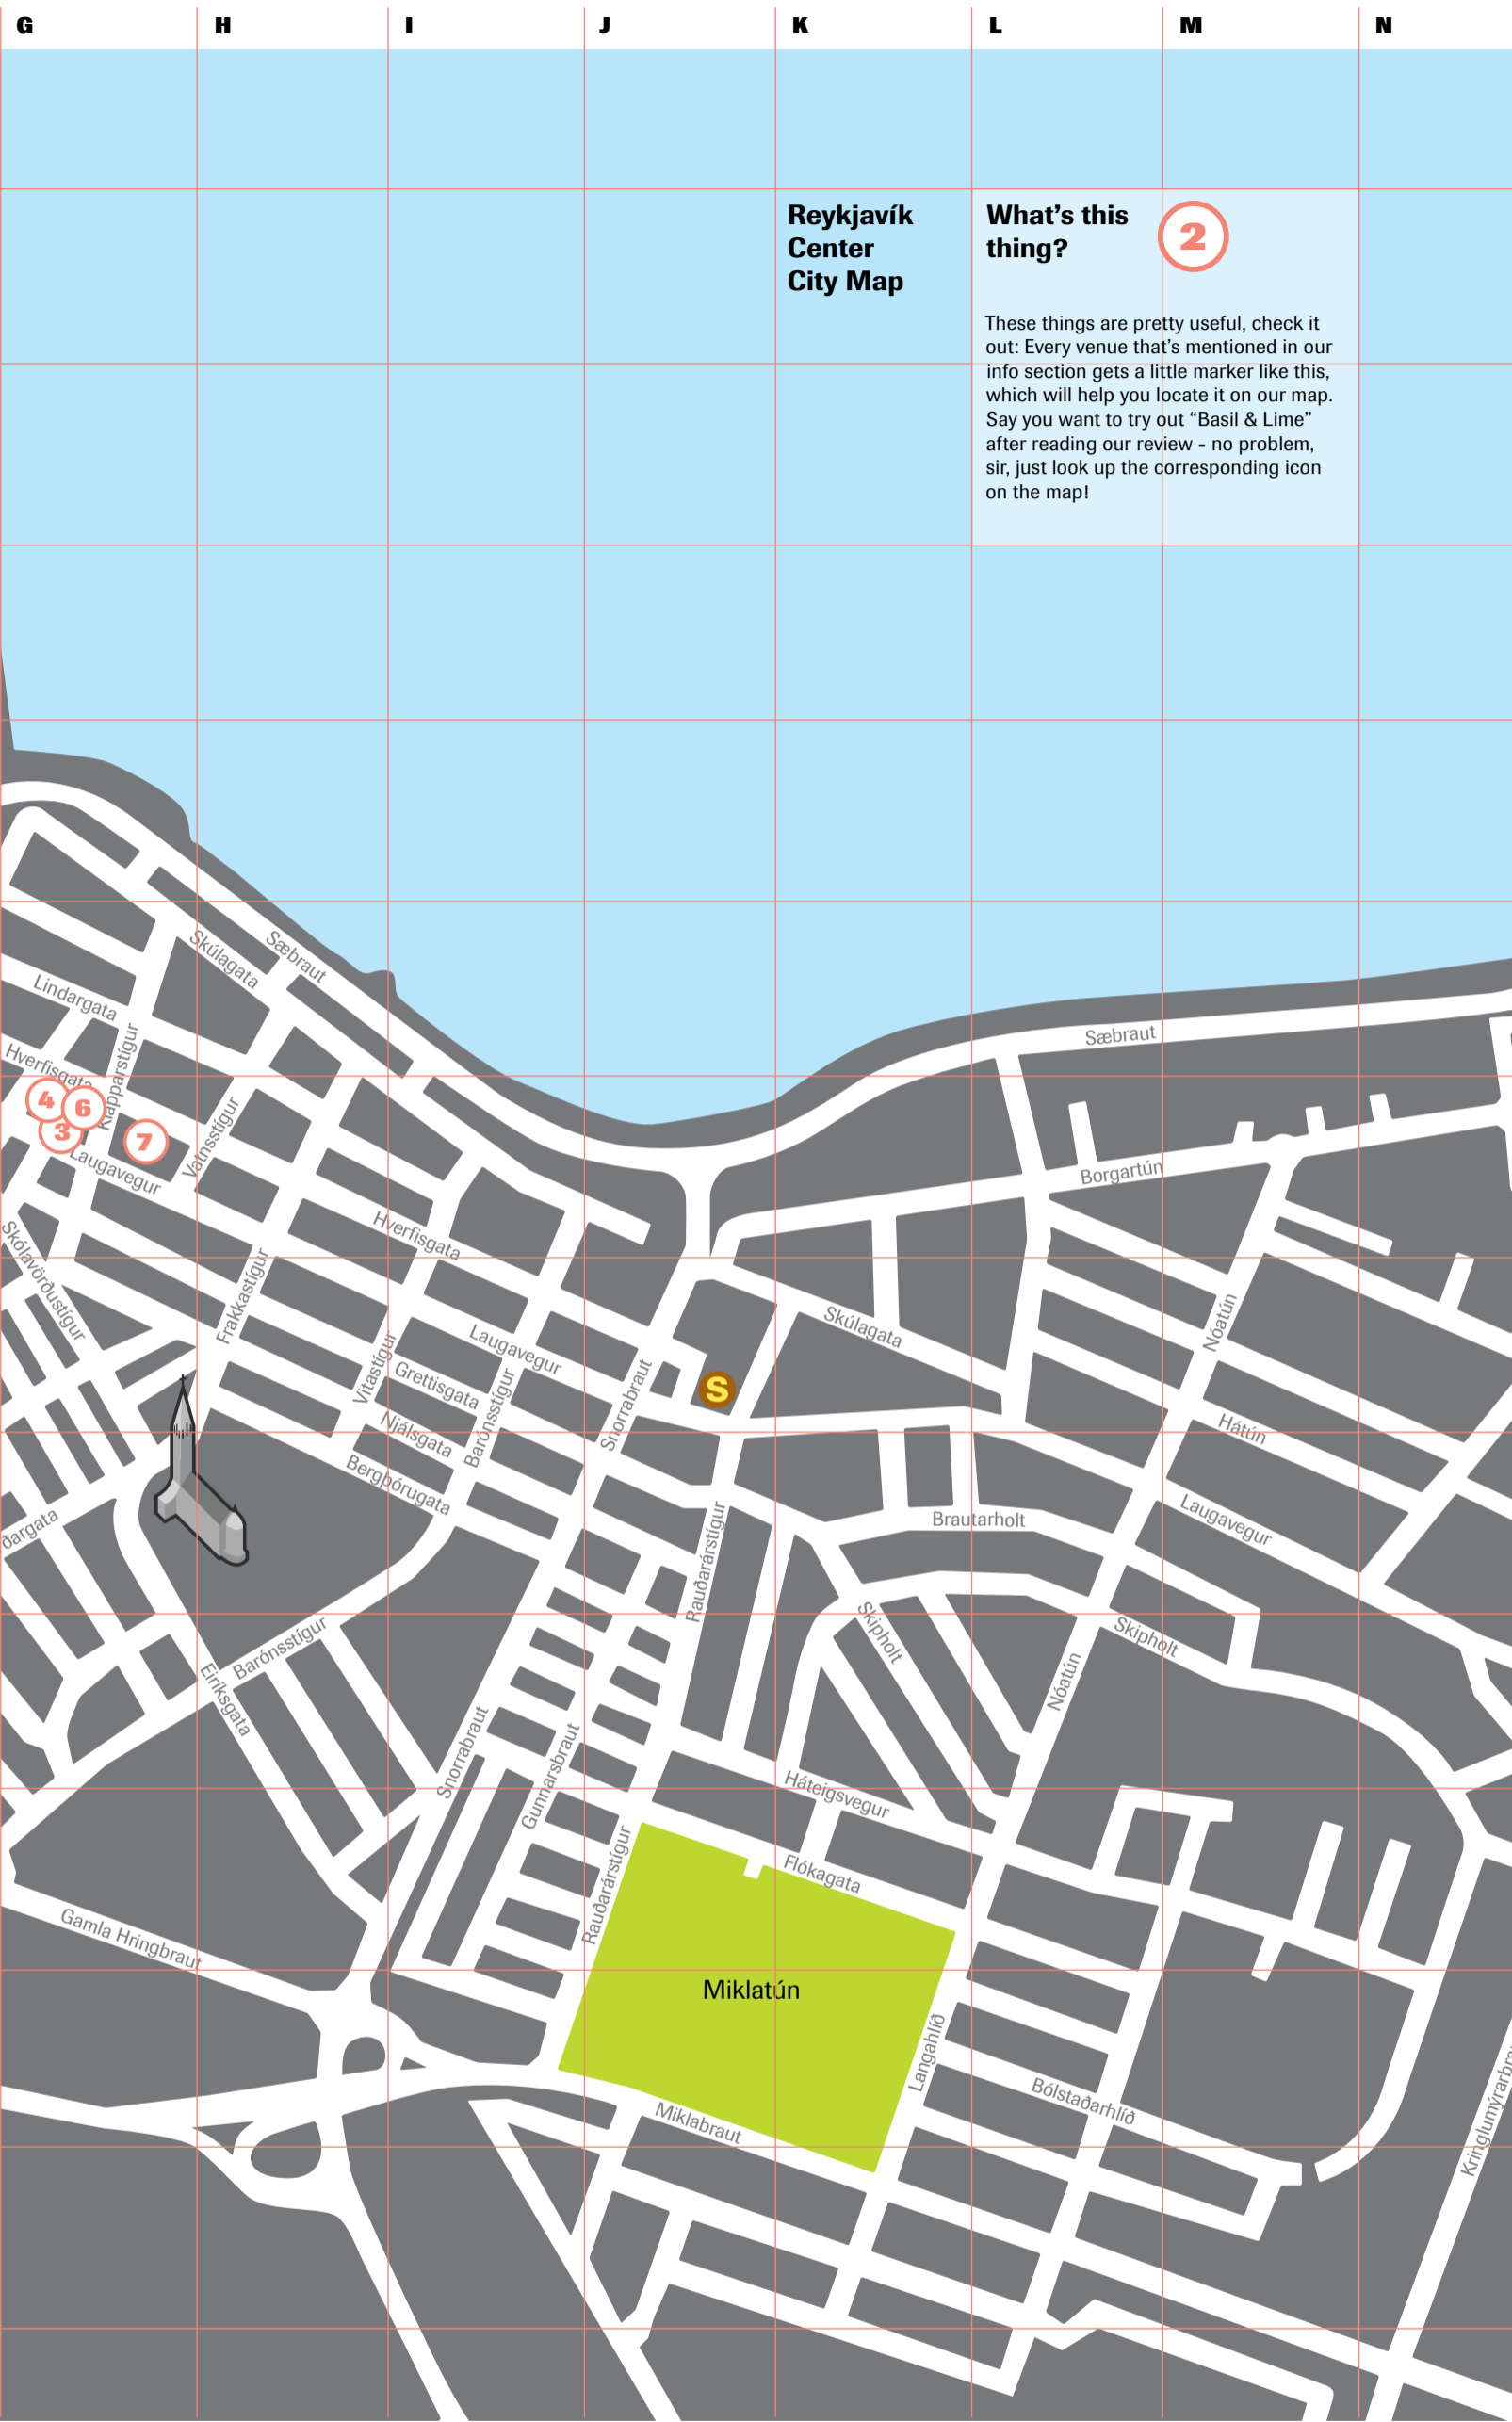 G H I J K L M N
Reykjavík
Center
City Map
What's this
thing?
2
These things are pretty useful, check it
out: Every venue that's mentioned in our
info section gets a little marker like this,
which will help you locate it on our map.
Say you want to try out “Basil & Lime”
after reading our review - no problem,
sir, just look up the corresponding icon
on the map!
Skúlagata
Sæbraut
Lindargata
Sæbraut
Hverfisgata
Klapparstígur
4
6
3
7
Vatnsstígur
Laugavegur
Borgartún
Hverfisgata
Skólavörðustígur
Frakkastígur
Skúlagata
Nóatún
Laugavegur
Vitastígur
Grettisgata
Snorrabraut
S
Barónsstígur
Njálsgata
Hátún
Bergþórugata
Laugavegur
ðargata
Brautarholt
Rauðarárstígur
Skipholt
Skipholt
Barónsstígur
Eiríksgata
Nóatún
Snorrabraut
Gunnarsbraut
Háteigsvegur
Rauðarárstígur
Flókagata
Gamla Hringbraut
Miklatún
Langahlíð
Bólstaðarhlíð
Miklabraut
Kringlumýrarbra